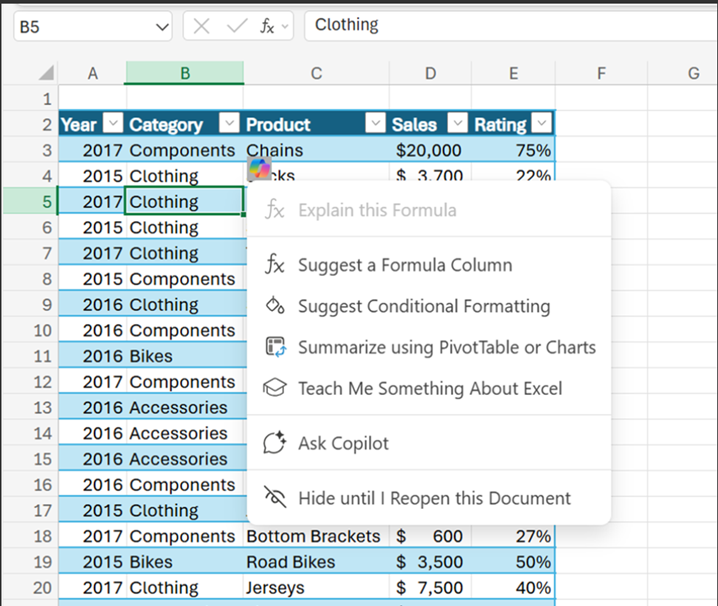 B5 fx Clothing
A B C D E F G
1
2 Year Category Product Sales Rating
3 2017 Components Chains $20,000 75%
4 2015 Clothing cks $ 3,700 22%
5 2017 Clothing
fx Explain this Formula
6 2015 Clothing
7 2017 Clothing
fx Suggest a Formula Column
8 2015 Components
9 2016 Clothing
Suggest Conditional Formatting
10 2016 Components
11 2016 Bikes
Summarize using PivotTable or Charts
12 2017 Components
Teach Me Something About Excel
13 2016 Accessories
14 2016 Accessories
Ask Copilot
15 2016 Accessories
16 2016 Components
Hide until I Reopen this Document
17 2015 Clothing
18 2017 Components Bottom Brackets $ 600 27%
19 2015 Bikes Road Bikes $ 3,500 50%
20 2017 Clothing Jerseys $ 7,500 40%